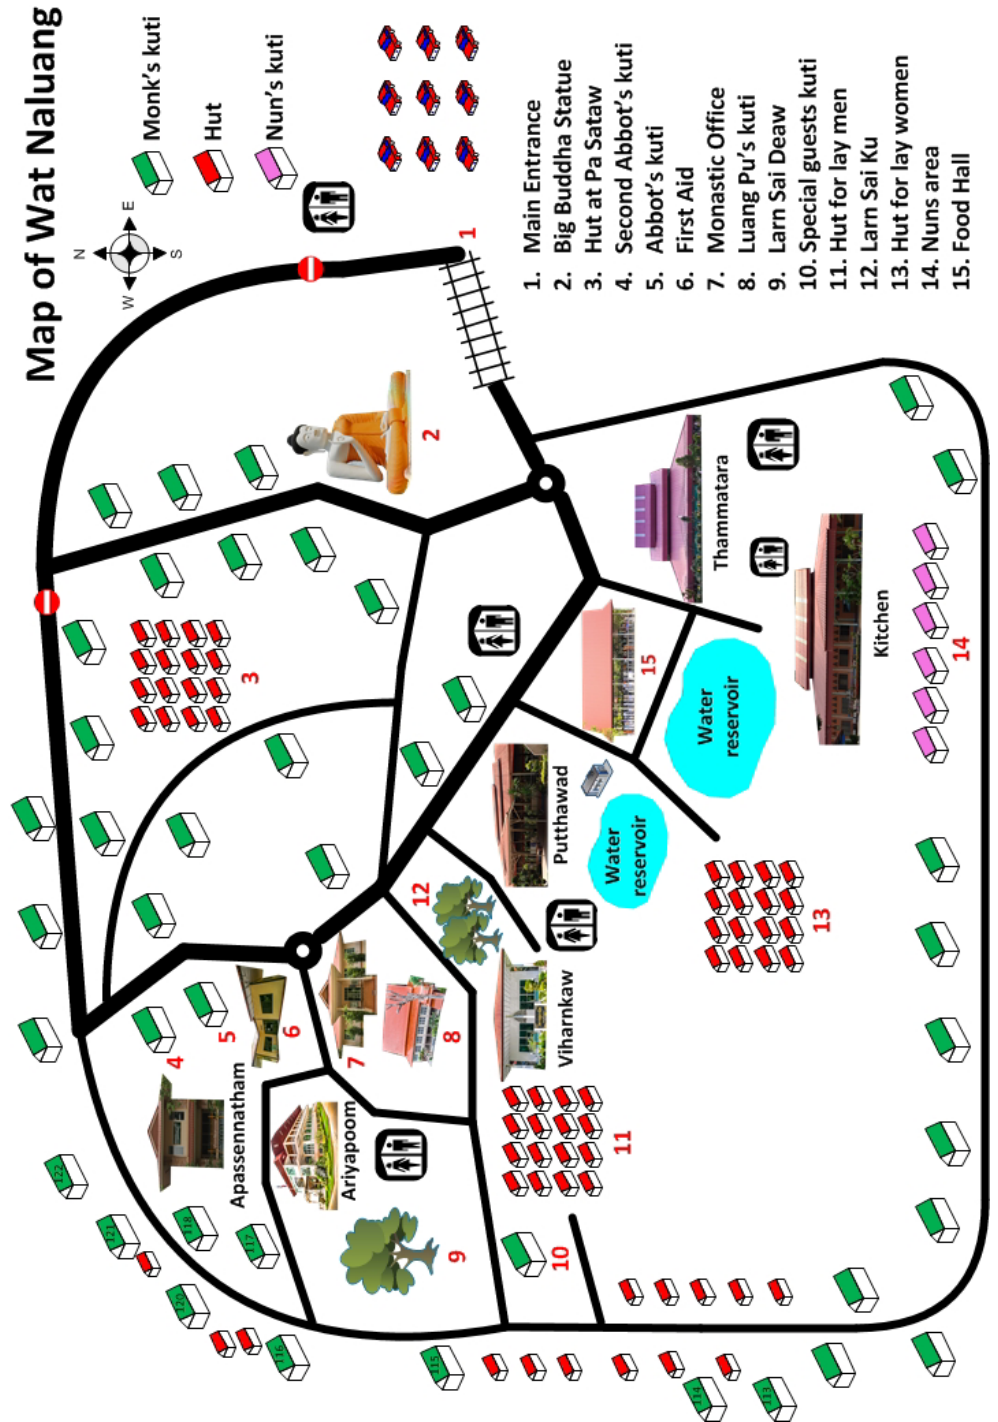 Map of Wat Naluang
Monk's kuti
Hut
Nun's kuti
N
E
S
W
1
1. Main Entrance
2. Big Buddha Statue
3. Hut at Pa Sataw
4. Second Abbot's kuti
5. Abbot's kuti
6. First Aid
7. Monastic Office
8. Luang Pu's kuti
9. Larn Sai Deaw
10. Special guests kuti
11. Hut for lay men
12. Larn Sai Ku
13. Hut for lay women
14. Nuns area
15. Food Hall
2
3
Thammatara
15
Kitchen
14
Water
reservoir
Putthawad
Water
reservoir
12
13
4
5
6
7
8
Viharnkaw
Apassennatham
Ariyapoom
9
10
11
122
121
118
117
120
116
115
114
113